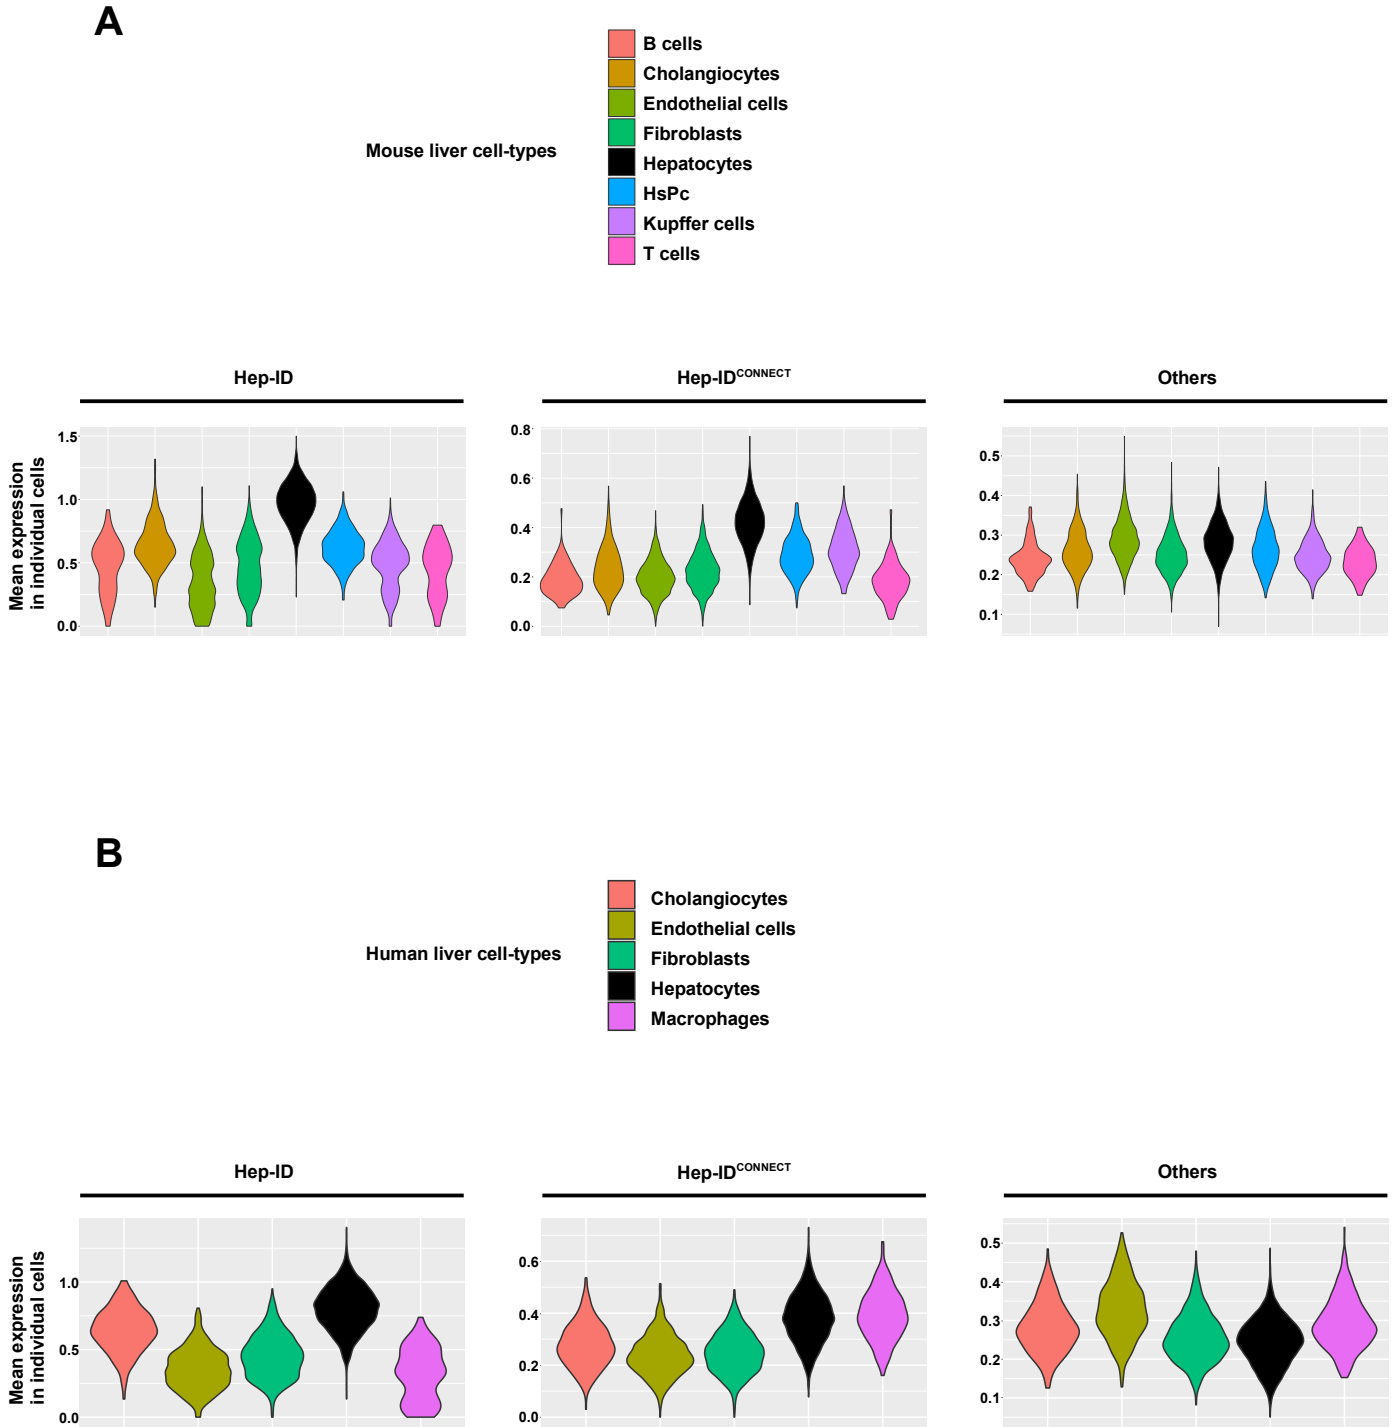 A
Mouse liver cell-types
B cells
Cholangiocytes
Endothelial cells
Fibroblasts
Hepatocytes
HsPc
Kupffer cells
T cells
Hep-ID
Hep-IDCONNECT
Others
Mean expression
in individual cells
1.5
1.0
0.5
0.0
0.8
0.6
0.4
0.2
0.0
0.5
0.4
0.3
0.2
0.1
B
Human liver cell-types
Cholangiocytes
Endothelial cells
Fibroblasts
Hepatocytes
Macrophages
Hep-ID
Hep-IDCONNECT
Others
Mean expression
in individual cells
1.0
0.5
0.0
0.6
0.4
0.2
0.0
0.5
0.4
0.3
0.2
0.1